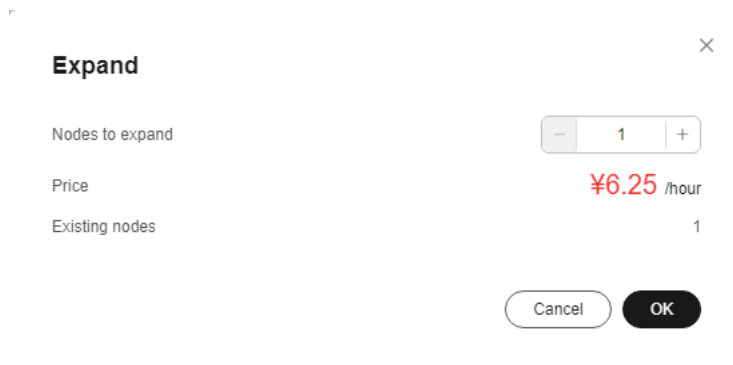 Expand
Nodes to expand 1
Price ¥6.25 /hour
Existing nodes 1
Cancel OK